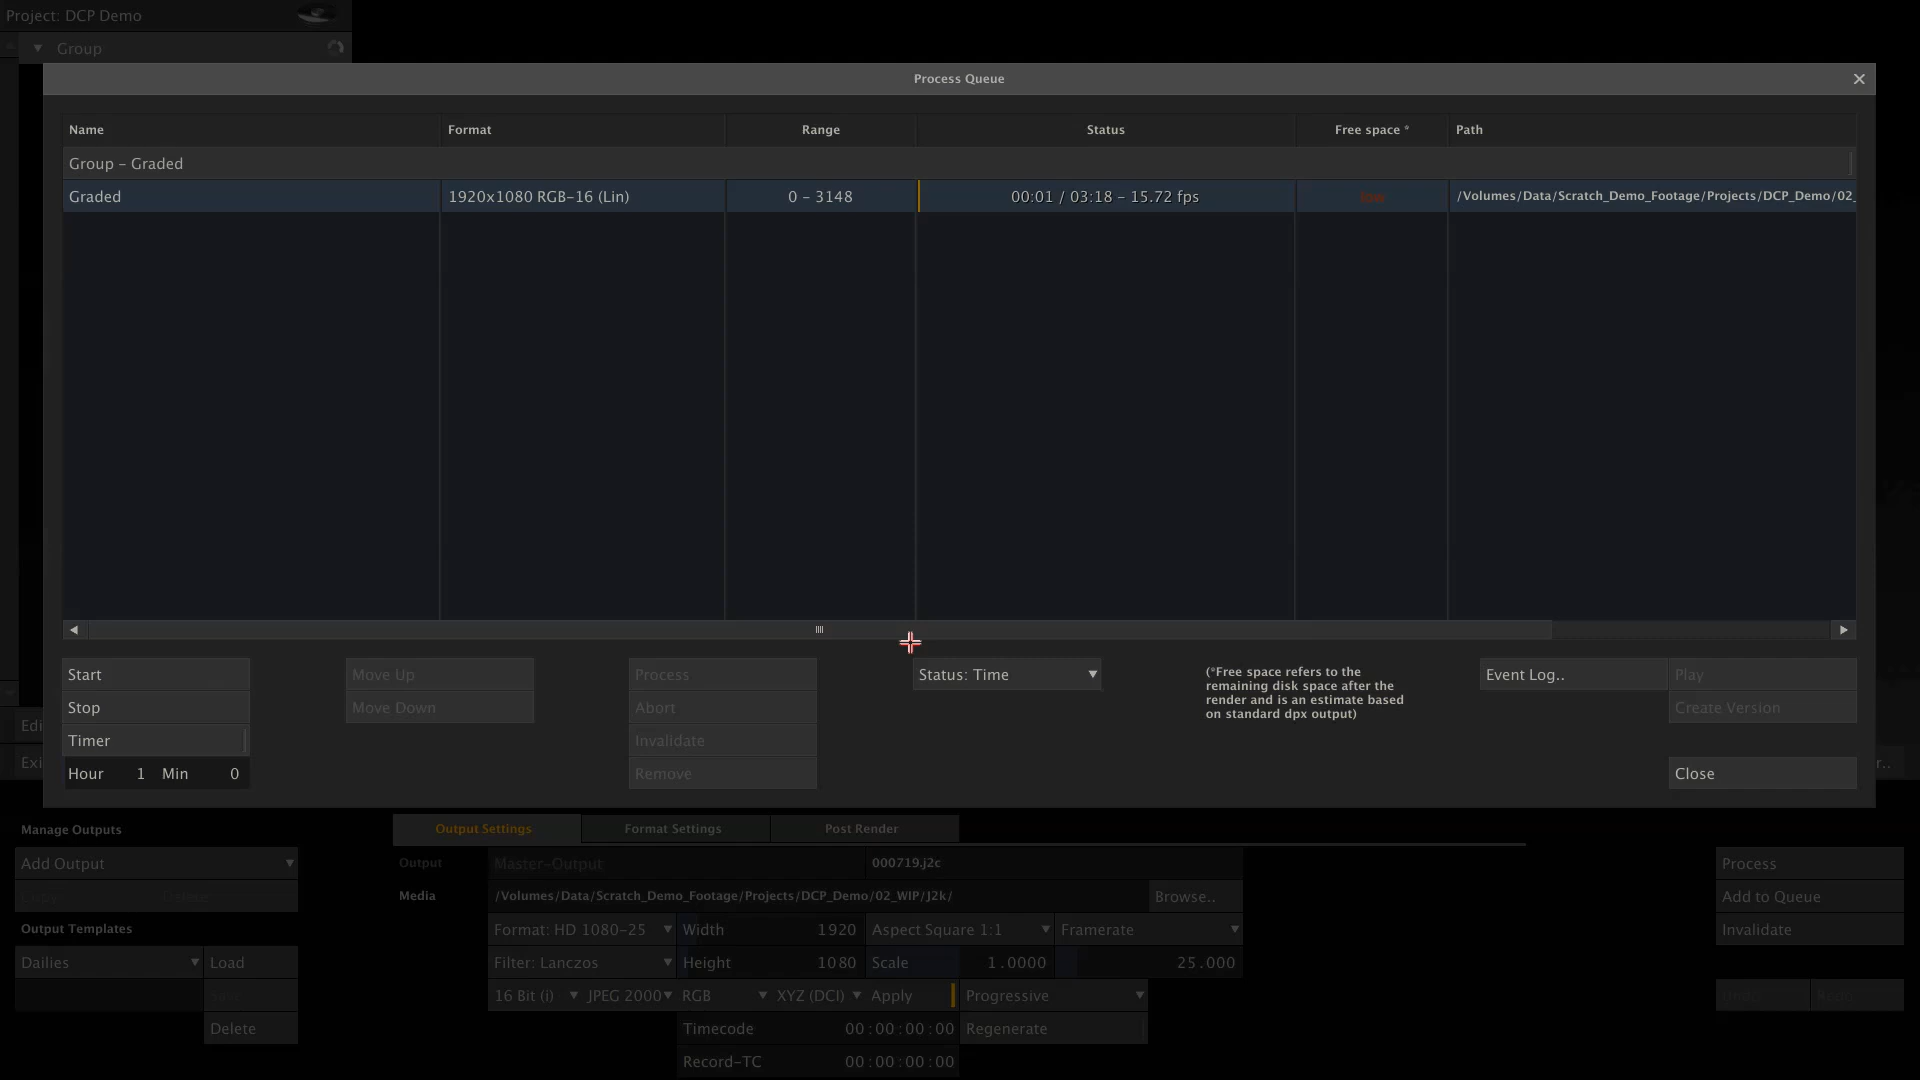 Project: DCP Demo
Group
Process Queue
Name Format Range Status Free space * Path
Group – Graded
Graded 1920x1080 RGB-16 (Lin) 0 – 3148 00:01 / 03:18 – 15.72 fps low /Volumes/Data/Scratch_Demo_Footage/Projects/DCP_Demo/02_
Start Move Up Process Status: Time (*Free space refers to the Event Log.. Play
remaining disk space after the
Stop Move Down Abort render and is an estimate based Create Version
on standard dpx output)
Edi
Timer Invalidate
Exi r..
Hour 1 Min 0 Remove Close
Manage Outputs Output Settings Format Settings Post Render
Add Output Output Master-Output 000719.j2c Process
Media /Volumes/Data/Scratch_Demo_Footage/Projects/DCP_Demo/02_WIP/J2k/ Browse.. Add to Queue
Output Templates Format: HD 1080-25 Width 1920 Aspect Square 1:1 Framerate Invalidate
Dailies Load Filter: Lanczos Height 1080 Scale 1.0000 25.000
16 Bit (i) JPEG 2000 RGB XYZ (DCI) Apply Progressive
Delete Timecode 00:00:00:00 Regenerate
Record-TC 00:00:00:00